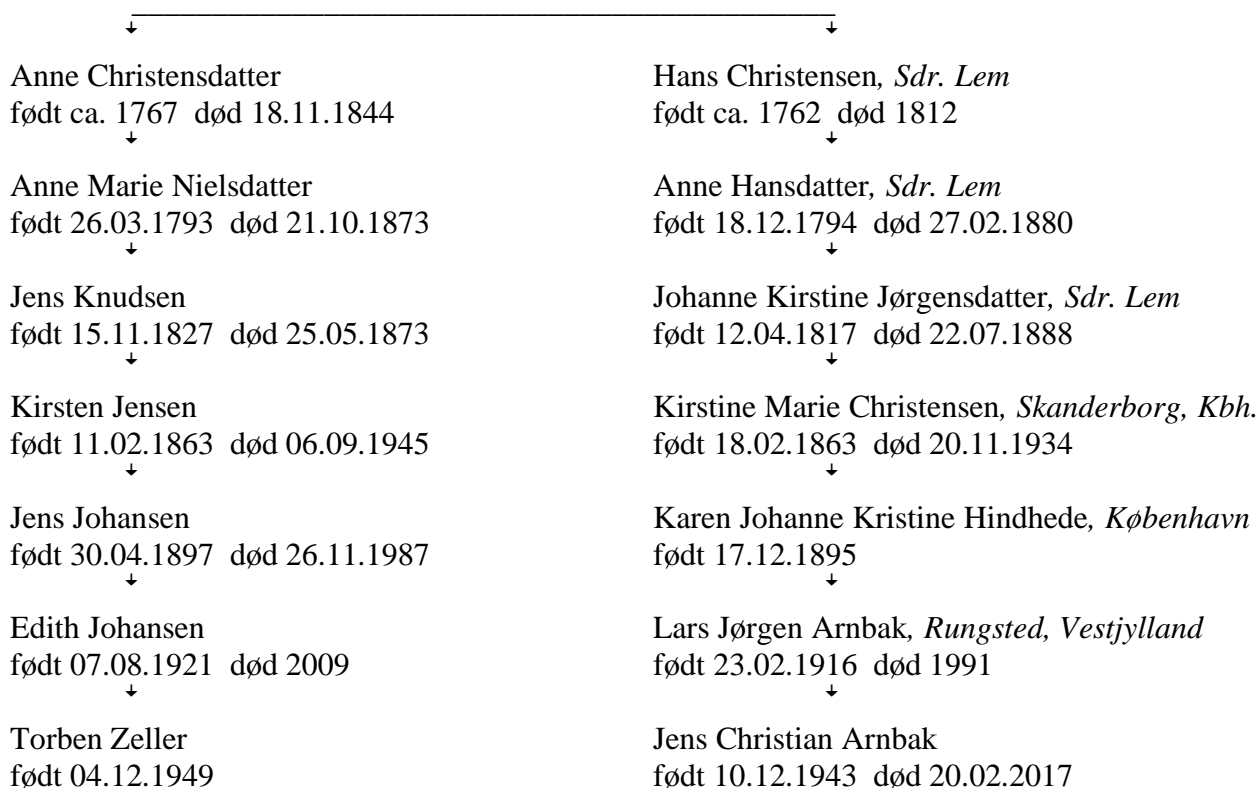 Anne Christensdatter
født ca. 1767 død 18.11.1844
Anne Marie Nielsdatter
født 26.03.1793 død 21.10.1873
Jens Knudsen
født 15.11.1827 død 25.05.1873
Kirsten Jensen
født 11.02.1863 død 06.09.1945
Jens Johansen
født 30.04.1897 død 26.11.1987
Edith Johansen
født 07.08.1921 død 2009
Torben Zeller
født 04.12.1949
Hans Christensen, Sdr. Lem
født ca. 1762 død 1812
Anne Hansdatter, Sdr. Lem
født 18.12.1794 død 27.02.1880
Johanne Kirstine Jørgensdatter, Sdr. Lem
født 12.04.1817 død 22.07.1888
Kirstine Marie Christensen, Skanderborg, Kbh.
født 18.02.1863 død 20.11.1934
Karen Johanne Kristine Hindhede, København
født 17.12.1895
Lars Jørgen Arnbak, Rungsted, Vestjylland
født 23.02.1916 død 1991
Jens Christian Arnbak
født 10.12.1943 død 20.02.2017